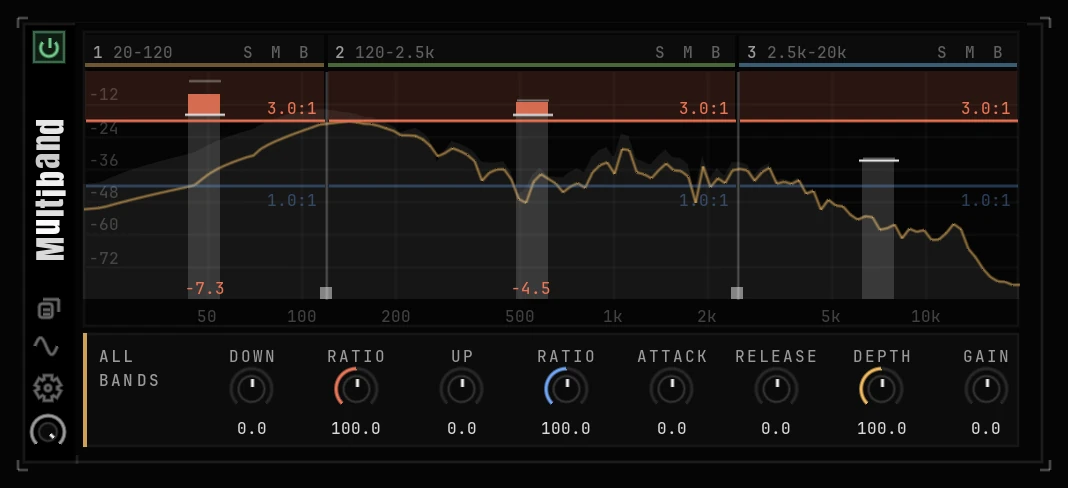 1 20-120 S M B 2 120-2.5k S M B 3 2.5k-20k S M B
-12 3.0:1 3.0:1 3.0:1
-24
-36
-48 1.0:1 1.0:1 1.0:1
-60
-72
-7.3 -4.5
50 100 200 500 1k 2k 5k 10k
Multiband
ALL BANDS
DOWN RATIO UP RATIO ATTACK RELEASE DEPTH GAIN
0.0 100.0 0.0 100.0 0.0 0.0 100.0 0.0